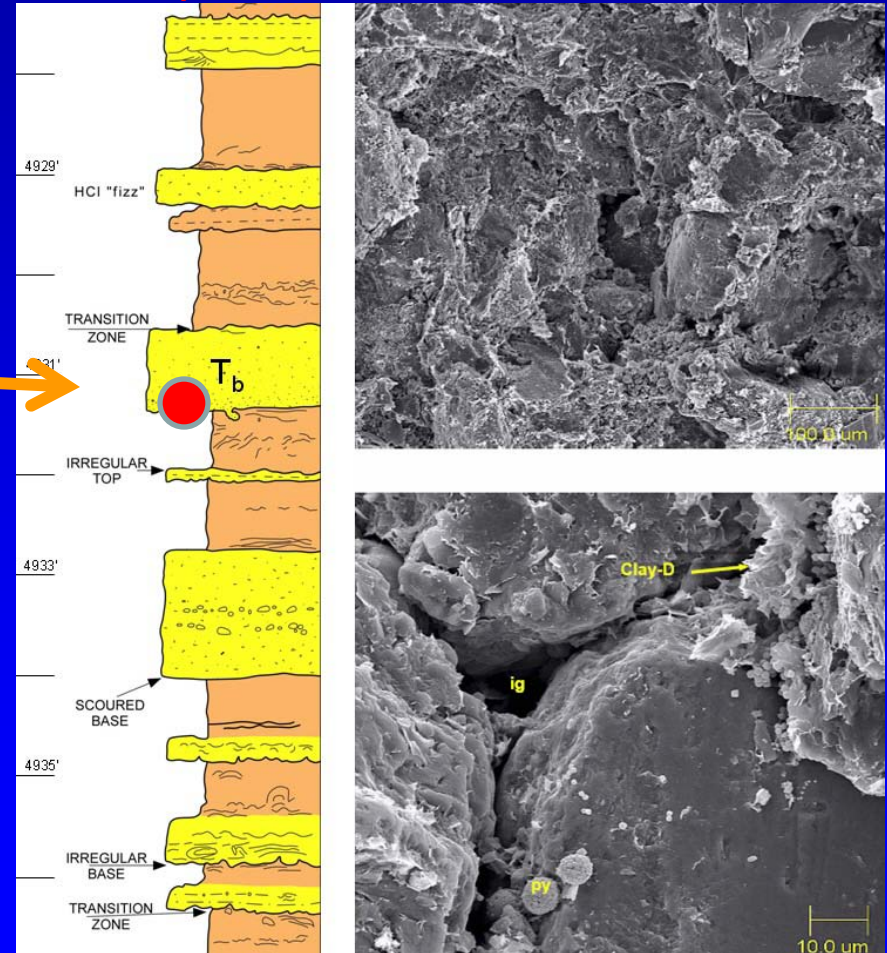 4929'
HCl "fizz"
TRANSITION
ZONE
T_b
IRREGULAR
TOP
4933'
SCOURED
BASE
4935'
IRREGULAR
BASE
TRANSITION
ZONE
100.0 um
Clay-D
ig
py
10.0 um